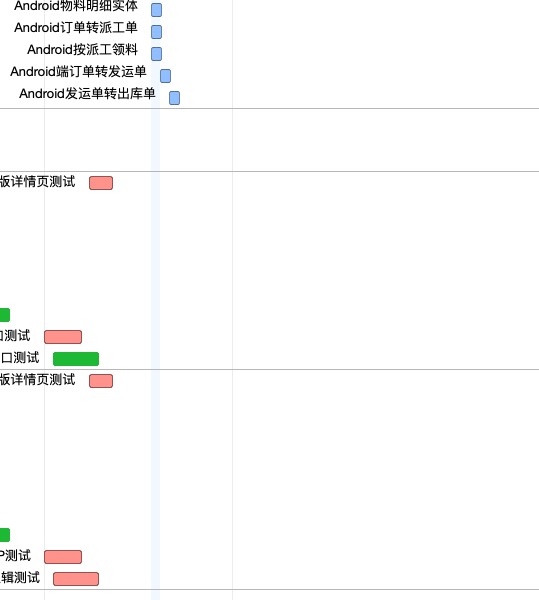 Android物料明细实体
Android订单转派工单
Android按派工领料
Android端订单转发运单
Android发运单转出库单
版详情页测试
测试
口测试
版详情页测试
P测试
辑测试